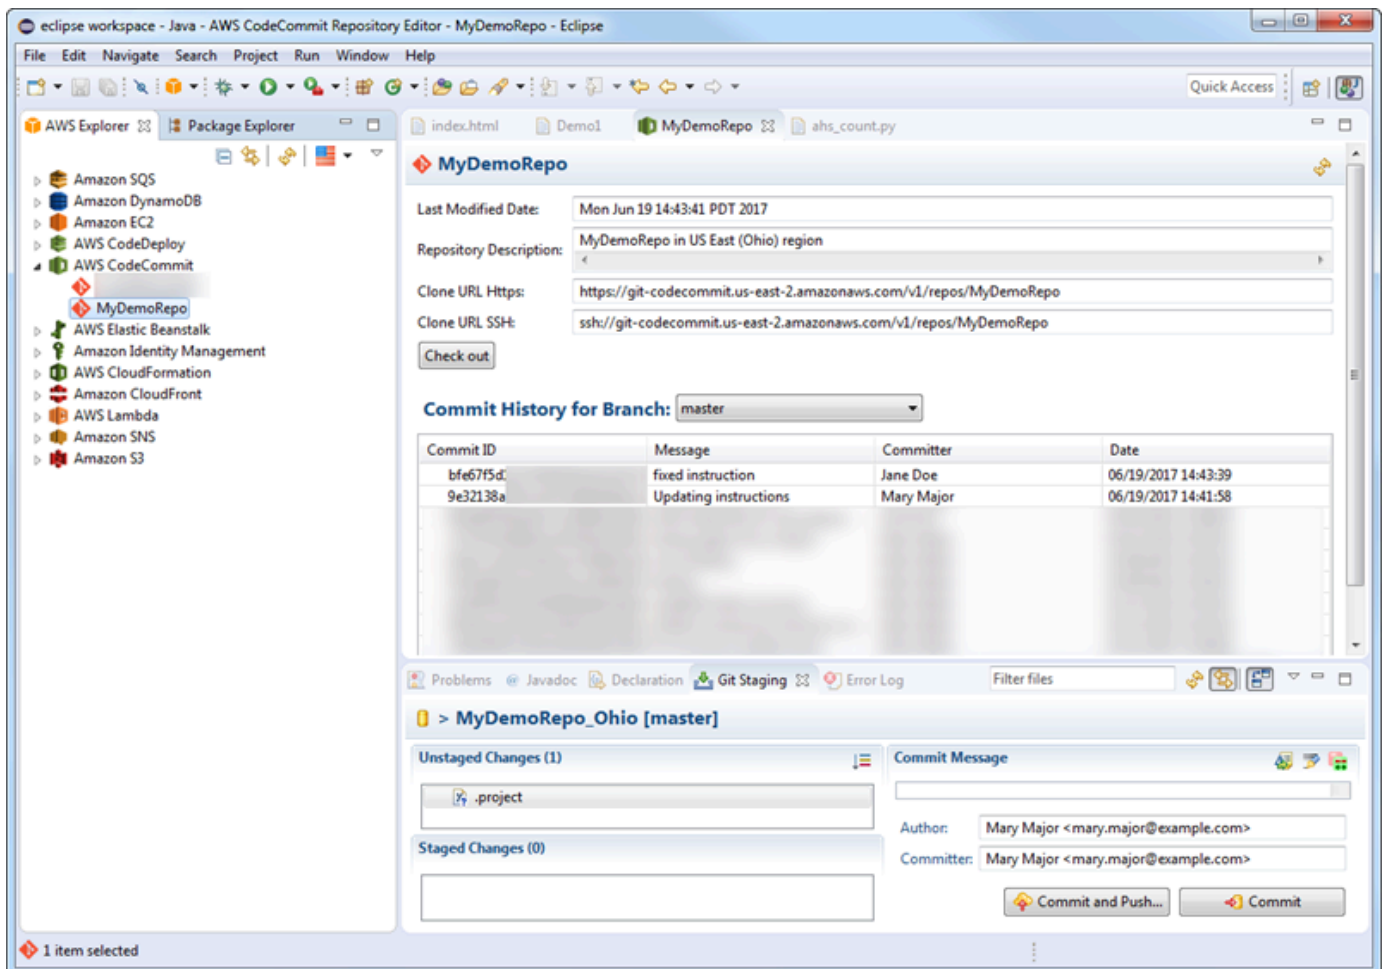 eclipse workspace - Java - AWS CodeCommit Repository Editor - MyDemoRepo - Eclipse
File Edit Navigate Search Project Run Window Help
Quick Access
AWS Explorer Package Explorer
index.html Demo1 MyDemoRepo ahs_count.py
Amazon SQS
Amazon DynamoDB
Amazon EC2
AWS CodeDeploy
AWS CodeCommit
MyDemoRepo
AWS Elastic Beanstalk
Amazon Identity Management
AWS CloudFormation
Amazon CloudFront
AWS Lambda
Amazon SNS
Amazon S3
MyDemoRepo
Last Modified Date: Mon Jun 19 14:43:41 PDT 2017
Repository Description: MyDemoRepo in US East (Ohio) region
Clone URL Https: https://git-codecommit.us-east-2.amazonaws.com/v1/repos/MyDemoRepo
Clone URL SSH: ssh://git-codecommit.us-east-2.amazonaws.com/v1/repos/MyDemoRepo
Check out
Commit History for Branch: master
Commit ID Message Committer Date
bfe67f5d fixed instruction Jane Doe 06/19/2017 14:43:39
9e32138a Updating instructions Mary Major 06/19/2017 14:41:58
Problems Javadoc Declaration Git Staging Error Log Filter files
> MyDemoRepo_Ohio [master]
Unstaged Changes (1)
.project
Staged Changes (0)
Commit Message
Author: Mary Major <mary.major@example.com>
Committer: Mary Major <mary.major@example.com>
Commit and Push... Commit
1 item selected